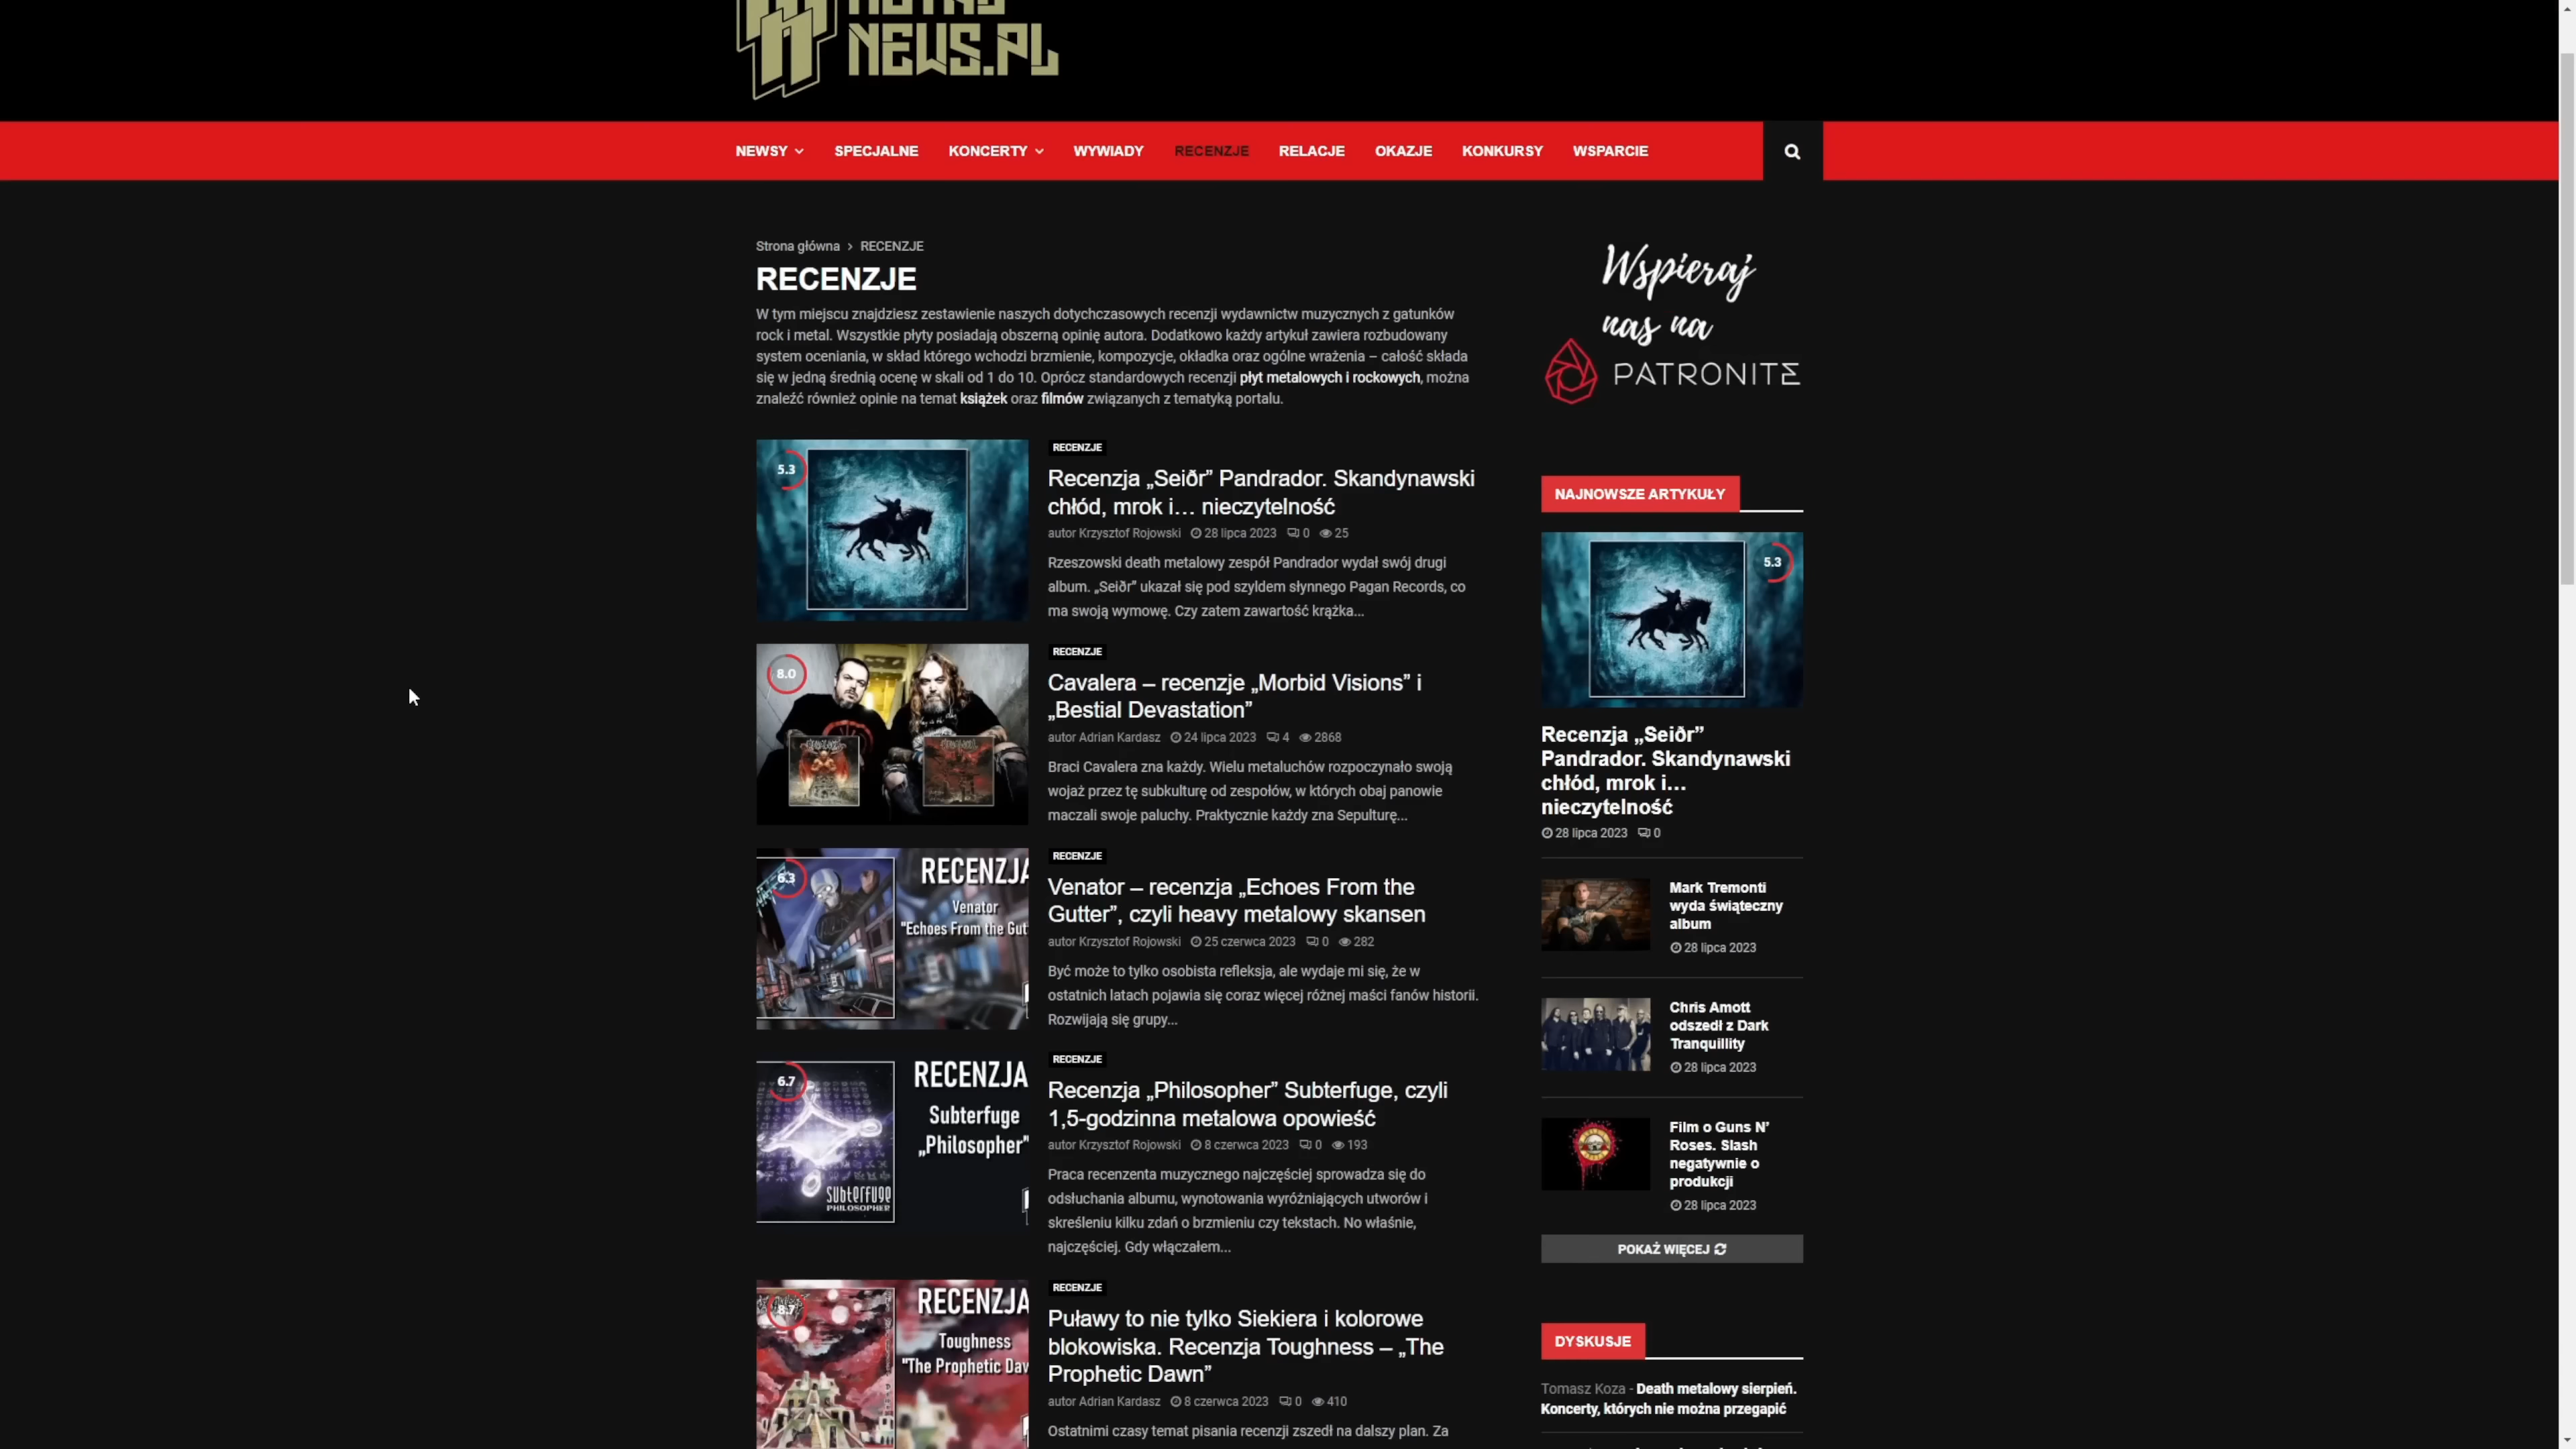 NEWS.PL
NEWSY
SPECJALNE
KONCERTY
WYWIADY
RECENZJE
RELACJE
OKAZJE
KONKURSY
WSPARCIE
Strona główna › RECENZJE
RECENZJE
W tym miejscu znajdziesz zestawienie naszych dotychczasowych recenzji wydawnictw muzycznych z gatunków
rock i metal. Wszystkie płyty posiadają obszerną opinię autora. Dodatkowo każdy artykuł zawiera rozbudowany
system oceniania, w skład którego wchodzi brzmienie, kompozycje, okładka oraz ogólne wrażenia – całość składa
się w jedną średnią ocenę w skali od 1 do 10. Oprócz standardowych recenzji płyt metalowych i rockowych, można
znaleźć również opinie na temat książek oraz filmów związanych z tematyką portalu.
5.3
RECENZJE
Recenzja „Seiðr” Pandrador. Skandynawski
chłód, mrok i… nieczytelność
autor Krzysztof Rojowski 28 lipca 2023 0 25
Rzeszowski death metalowy zespół Pandrador wydał swój drugi
album. „Seiðr” ukazał się pod szyldem słynnego Pagan Records, co
ma swoją wymowę. Czy zatem zawartość krążka...
8.0
RECENZJE
Cavalera – recenzje „Morbid Visions” i
„Bestial Devastation”
autor Adrian Kardasz 24 lipca 2023 4 2868
Braci Cavalera zna każdy. Wielu metaluchów rozpoczynało swoją
wojaż przez tę subkulturę od zespołów, w których obaj panowie
maczali swoje paluchy. Praktycznie każdy zna Sepulturę...
6.3
RECENZJA
Venator
"Echoes From the Gut
RECENZJE
Venator – recenzja „Echoes From the
Gutter”, czyli heavy metalowy skansen
autor Krzysztof Rojowski 25 czerwca 2023 0 282
Być może to tylko osobista refleksja, ale wydaje mi się, że w
ostatnich latach pojawia się coraz więcej różnej maści fanów historii.
Rozwijają się grupy...
6.7
RECENZJA
Subterfuge
„Philosopher”
Subterfuge
PHILOSOPHER
RECENZJE
Recenzja „Philosopher” Subterfuge, czyli
1,5-godzinna metalowa opowieść
autor Krzysztof Rojowski 8 czerwca 2023 0 193
Praca recenzenta muzycznego najczęściej sprowadza się do
odsłuchania albumu, wynotowania wyróżniających utworów i
skreśleniu kilku zdań o brzmieniu czy tekstach. No właśnie,
najczęściej. Gdy włączałem...
8.7
RECENZJA
Toughness
"The Prophetic Daw
RECENZJE
Puławy to nie tylko Siekiera i kolorowe
blokowiska. Recenzja Toughness – „The
Prophetic Dawn”
autor Adrian Kardasz 8 czerwca 2023 0 410
Ostatnimi czasy temat pisania recenzji zszedł na dalszy plan. Za
Wspieraj
nas na
PATRONITE
NAJNOWSZE ARTYKUŁY
5.3
Recenzja „Seiðr”
Pandrador. Skandynawski
chłód, mrok i…
nieczytelność
28 lipca 2023 0
Mark Tremonti
wyda świąteczny
album
28 lipca 2023
Chris Amott
odszedł z Dark
Tranquillity
28 lipca 2023
Film o Guns N’
Roses. Slash
negatywnie o
produkcji
28 lipca 2023
POKAŻ WIĘCEJ
DYSKUSJE
Tomasz Koza - Death metalowy sierpień.
Koncerty, których nie można przegapić